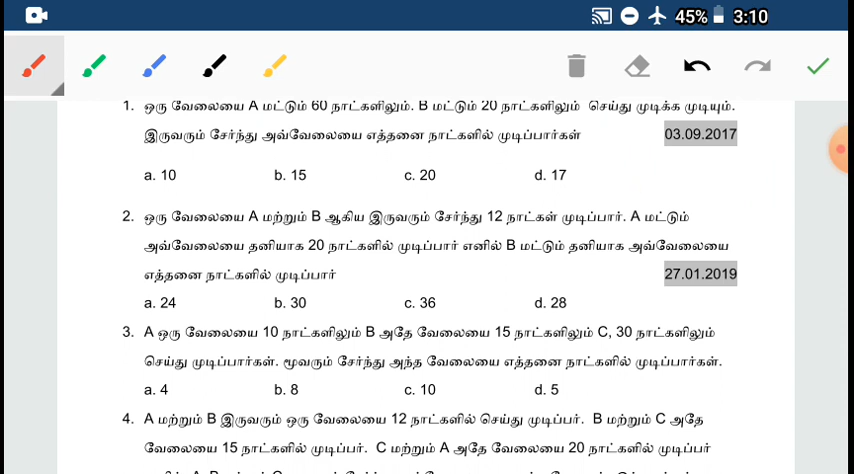 45% 3:10
1. ஒரு வேலையை A மட்டும் 60 நாட்களிலும். B மட்டும் 20 நாட்களிலும் செய்து முடிக்க முடியும்.
இருவரும் சேர்ந்து அவ்வேலையை எத்தனை நாட்களில் முடிப்பார்கள் 03.09.2017
a. 10 b. 15 c. 20 d. 17
2. ஒரு வேலையை A மற்றும் B ஆகிய இருவரும் சேர்ந்து 12 நாட்கள் முடிப்பார். A மட்டும்
அவ்வேலையை தனியாக 20 நாட்களில் முடிப்பார் எனில் B மட்டும் தனியாக அவ்வேலையை
எத்தனை நாட்களில் முடிப்பார் 27.01.2019
a. 24 b. 30 c. 36 d. 28
3. A ஒரு வேலையை 10 நாட்களிலும் B அதே வேலையை 15 நாட்களிலும் C, 30 நாட்களிலும்
செய்து முடிப்பார்கள். மூவரும் சேர்ந்து அந்த வேலையை எத்தனை நாட்களில் முடிப்பார்கள்.
a. 4 b. 8 c. 10 d. 5
4. A மற்றும் B இருவரும் ஒரு வேலையை 12 நாட்களில் செய்து முடிப்பர். B மற்றும் C அதே
வேலையை 15 நாட்களில் முடிப்பர். C மற்றும் A அதே வேலையை 20 நாட்களில் முடிப்பர்